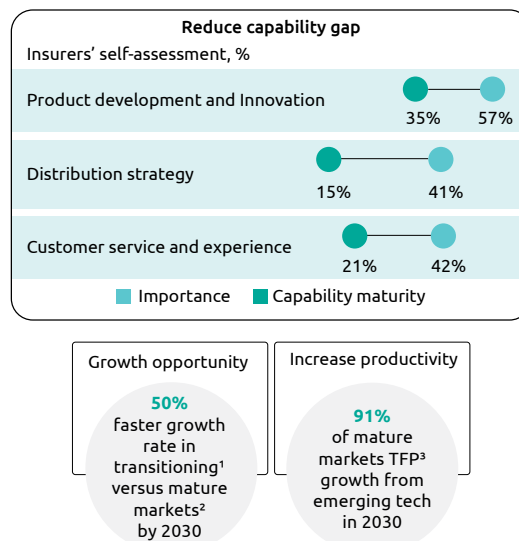 Reduce capability gap
Insurers' self-assessment, %
Product development and Innovation
35% 57%
Distribution strategy
15% 41%
Customer service and experience
21% 42%
Importance Capability maturity
Growth opportunity
50%
faster growth
rate in
transitioning¹
versus mature
markets²
by 2030
Increase productivity
91%
of mature
markets TFP³
growth from
emerging tech
in 2030